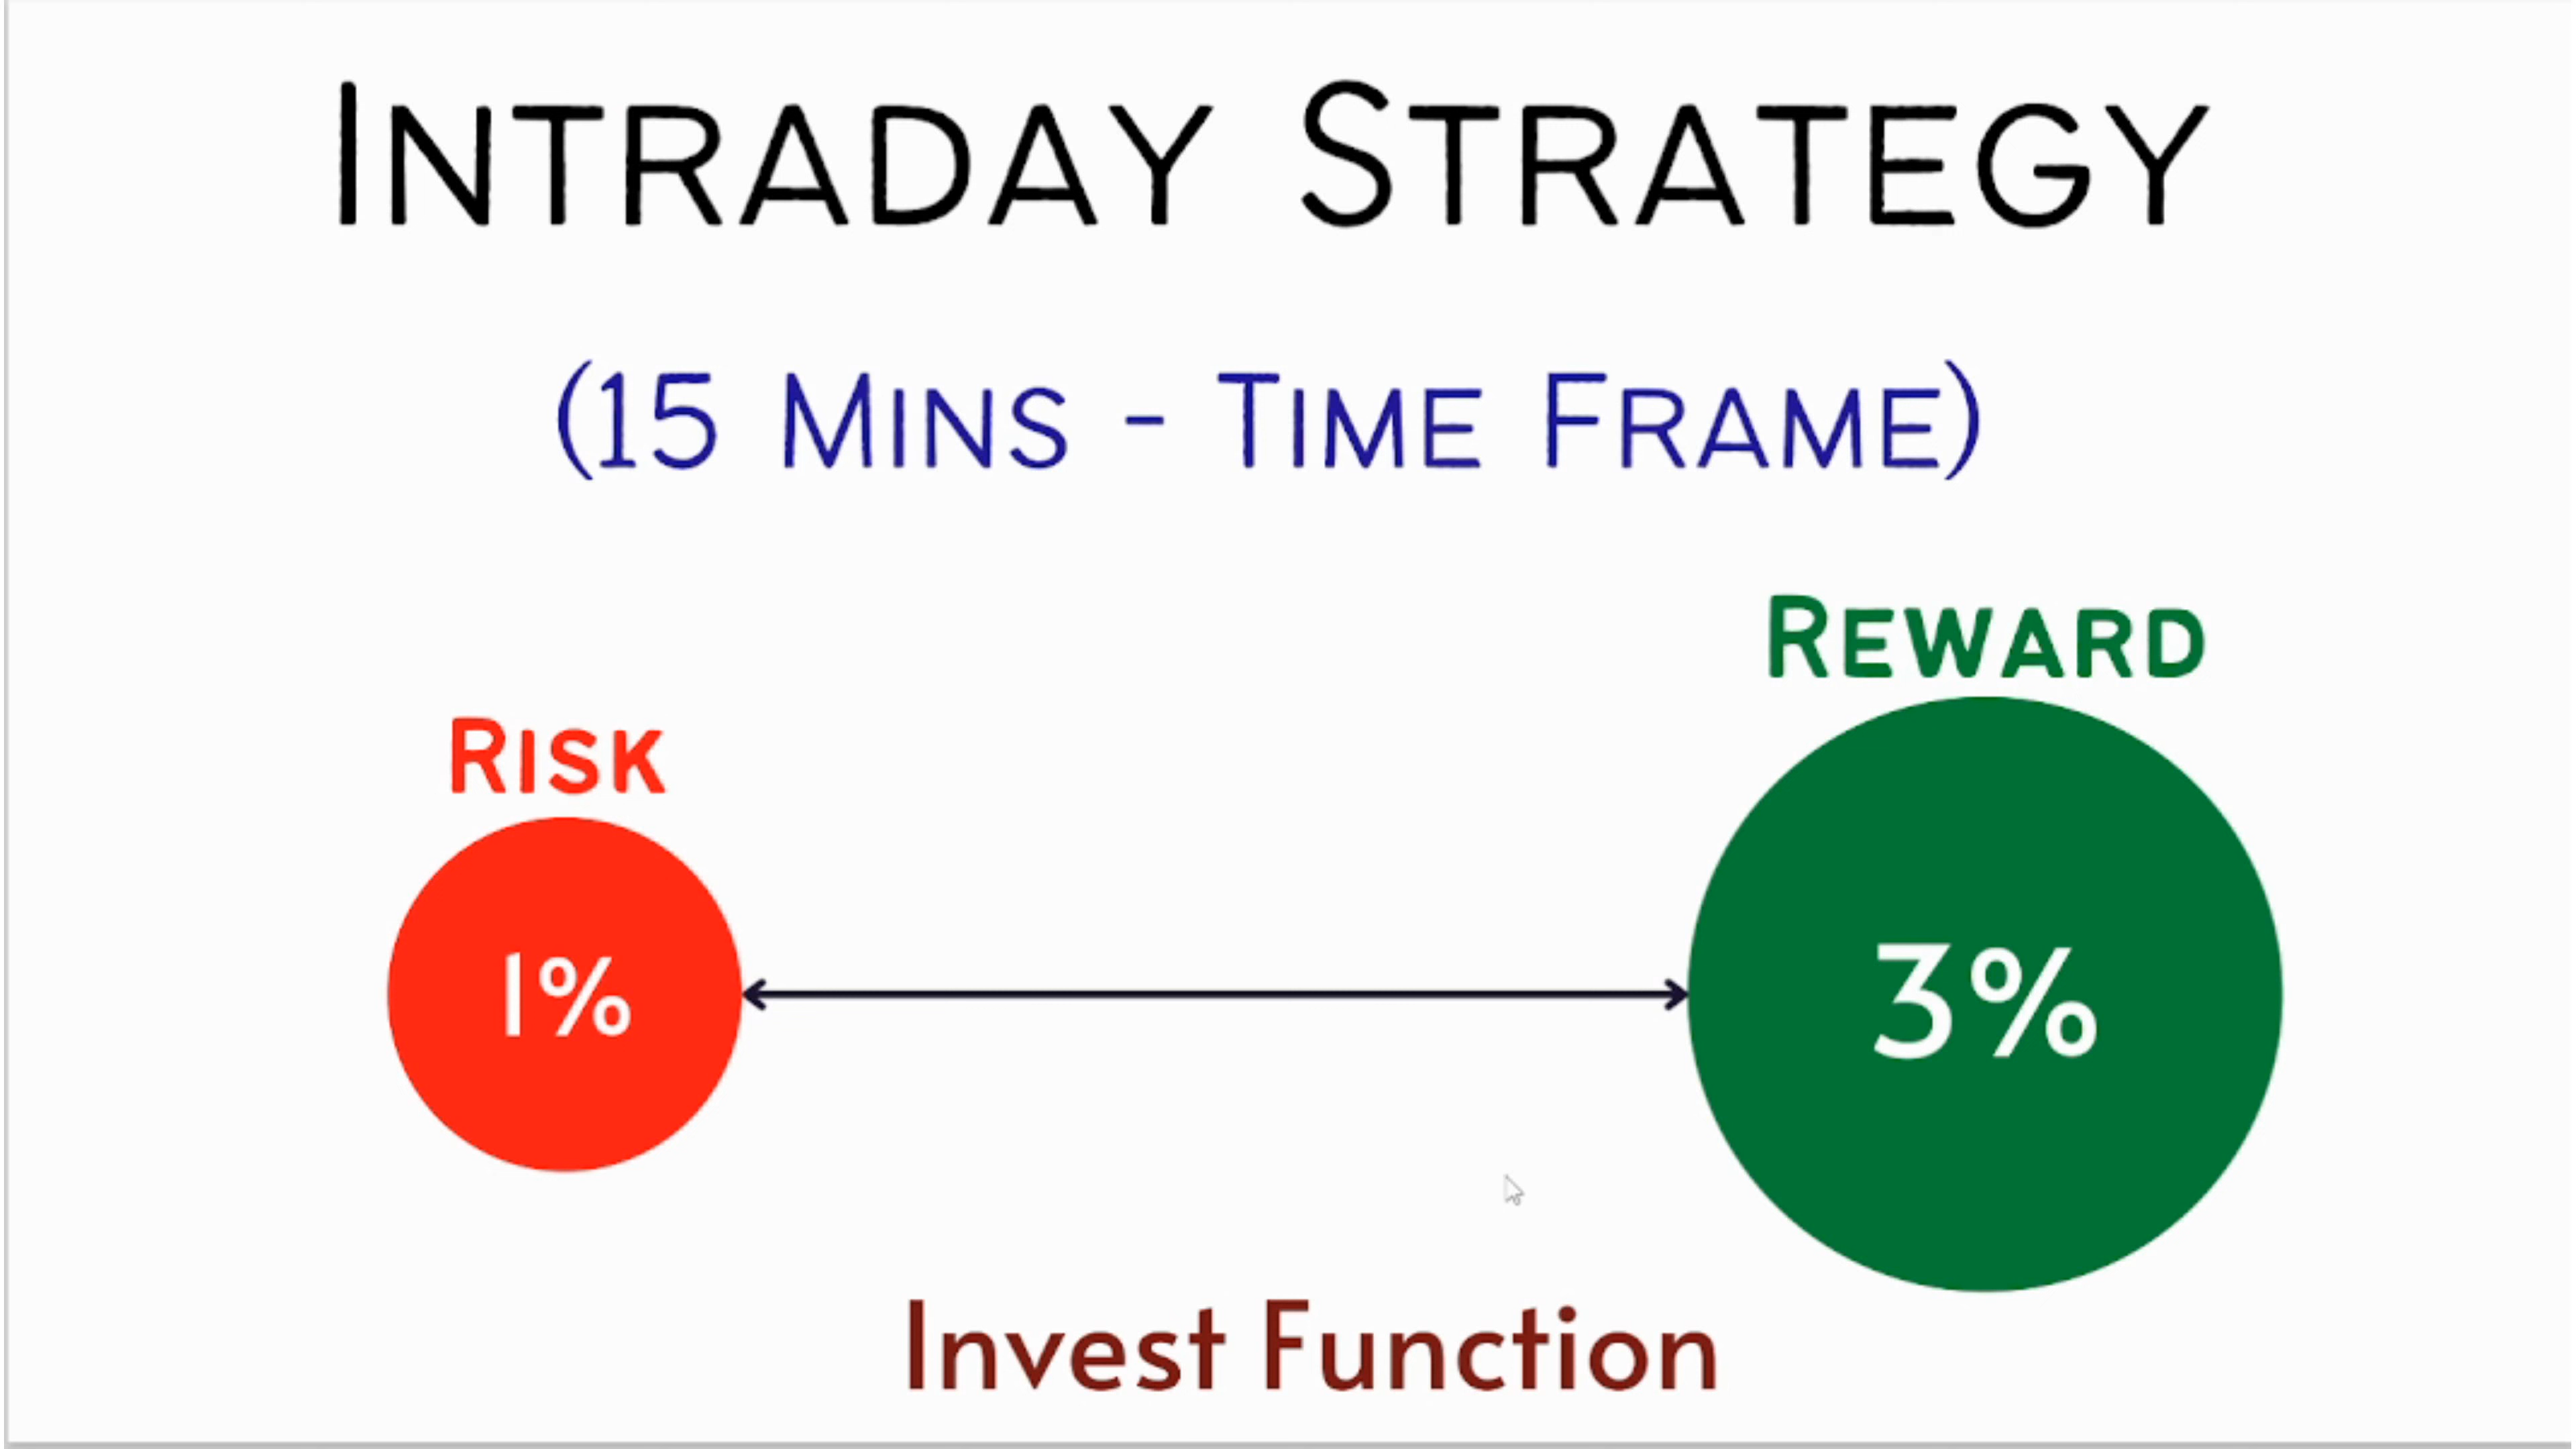 INTRADAY STRATEGY
(15 MINS - TIME FRAME)
REWARD
RISK
1%
3%
Invest Function